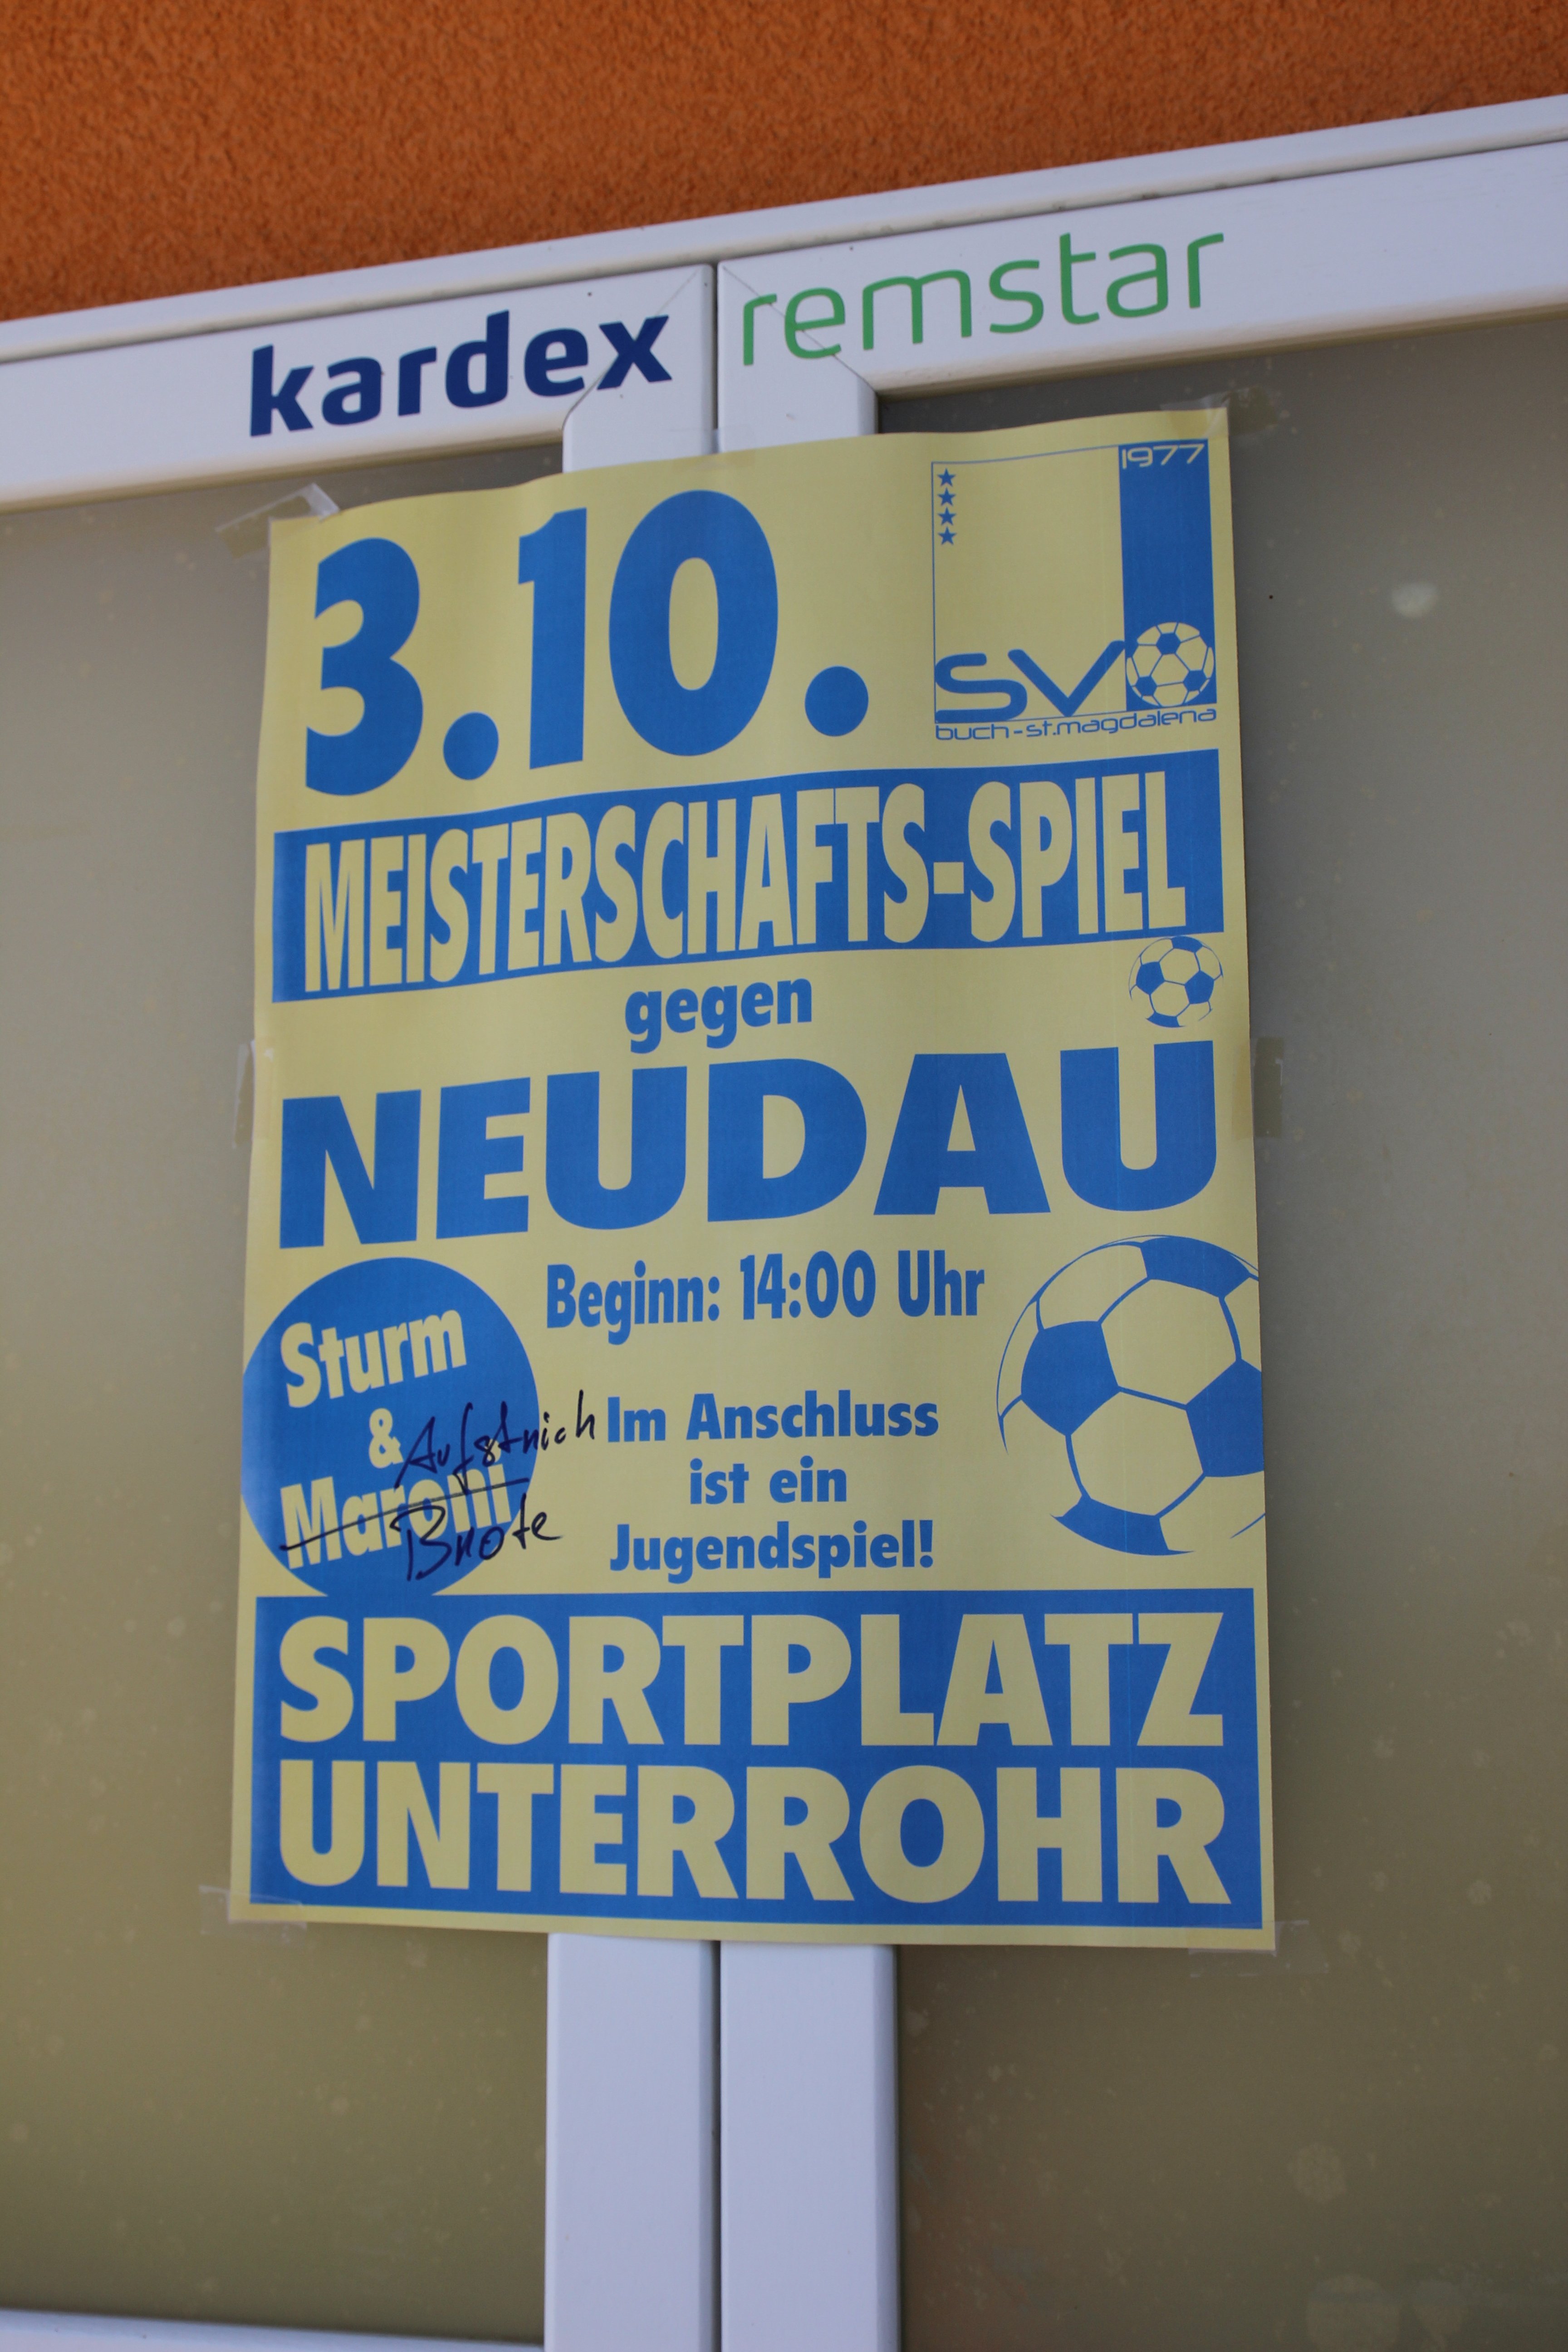 kardex remstar
3.10.
1977
SV
buch-st.magdalena
MEISTERSCHAFTS-SPIEL
gegen
NEUDAU
Beginn: 14:00 Uhr
Sturm
&
Maroni
Aufstrich
Brote
Im Anschluss
ist ein
Jugendspiel!
SPORTPLATZ
UNTERROHR